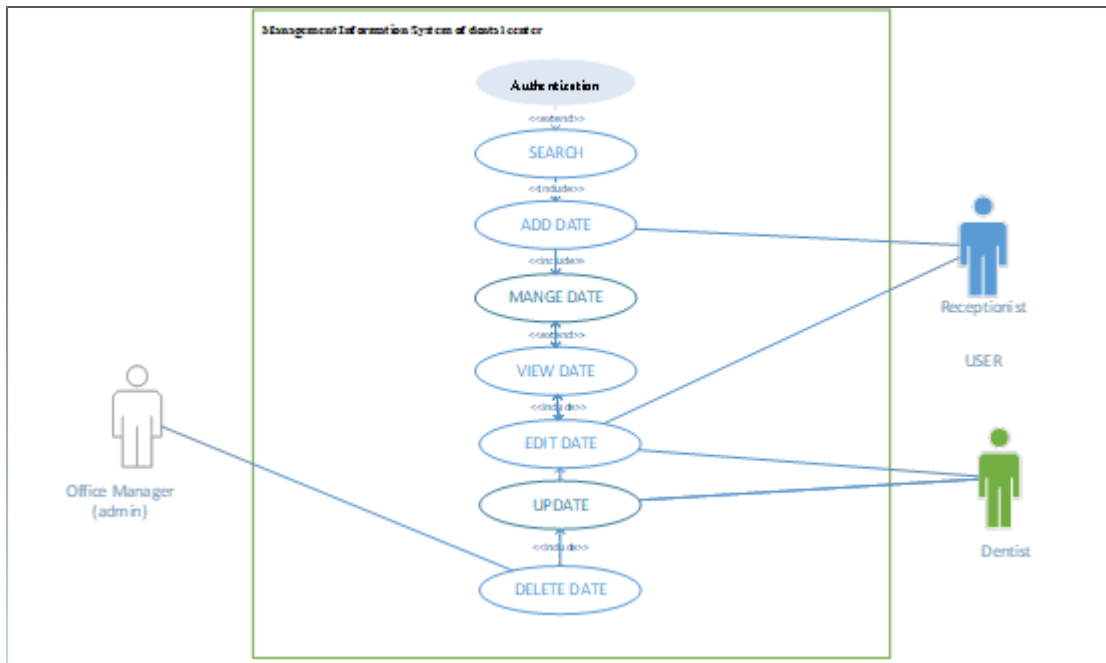 Management Information System of dental center
Authentization
<<extend>>
SEARCH
<<include>>
ADD DATE
<<include>>
MANGE DATE
<<extend>>
VIEW DATE
<<include>>
EDIT DATE
UPDATE
<<include>>
DELETE DATE
Office Manager
(admin)
Receptionist
USER
Dentist